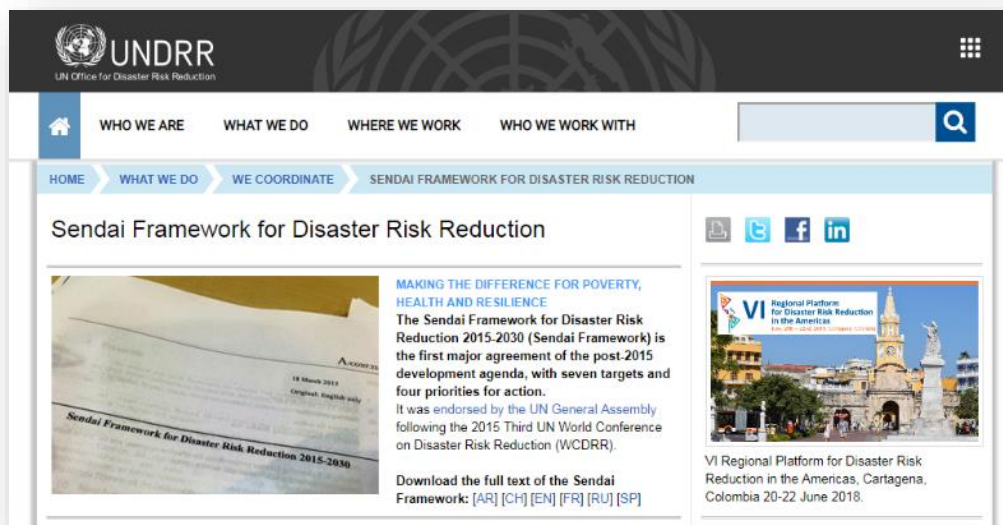 UNDRR
UN Office for Disaster Risk Reduction
WHO WE ARE
WHAT WE DO
WHERE WE WORK
WHO WE WORK WITH
HOME
WHAT WE DO
WE COORDINATE
SENDAI FRAMEWORK FOR DISASTER RISK REDUCTION
Sendai Framework for Disaster Risk Reduction
18 March 2015
Original: English only
Sendai Framework for Disaster Risk Reduction 2015-2030
MAKING THE DIFFERENCE FOR POVERTY,
HEALTH AND RESILIENCE
The Sendai Framework for Disaster Risk
Reduction 2015-2030 (Sendai Framework) is
the first major agreement of the post-2015
development agenda, with seven targets and
four priorities for action.
It was endorsed by the UN General Assembly
following the 2015 Third UN World Conference
on Disaster Risk Reduction (WCDRR).
Download the full text of the Sendai
Framework: [AR] [CH] [EN] [FR] [RU] [SP]
VI
Regional Platform
for Disaster Risk Reduction
in the Americas
VI Regional Platform for Disaster Risk
Reduction in the Americas, Cartagena,
Colombia 20-22 June 2018.